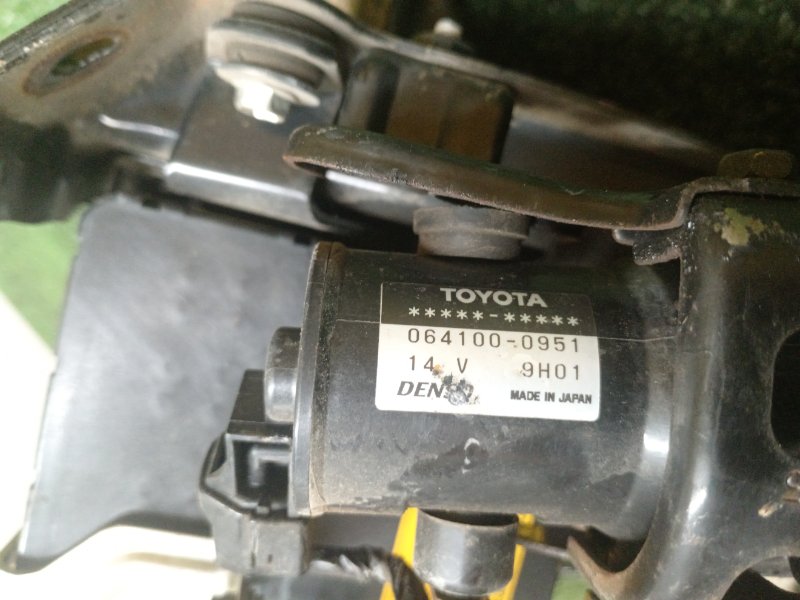 TOYOTA
*****-*****
064100-0951
14 V 9H01
MADE IN JAPAN